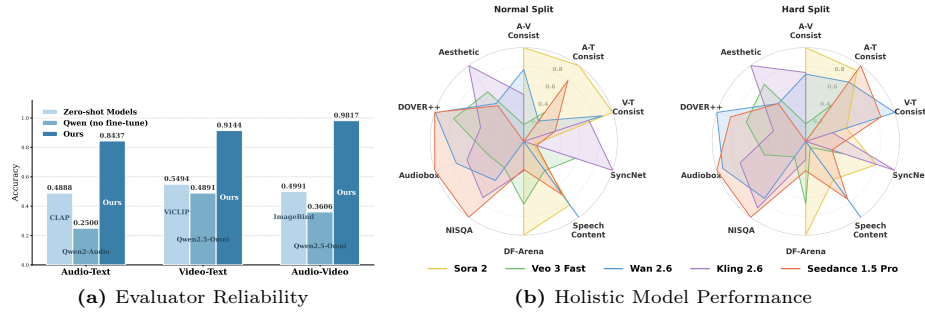 Zero-shot Models
Qwen (no fine-tune)
Ours
Accuracy
1.0
0.8
0.6
0.4
0.2
0.0
0.4888
0.2500
0.8437
0.5494
0.4891
0.9144
0.4991
0.3606
0.9817
CLAP
Qwen2-Audio
Ours
ViCLIP
Qwen2.5-Omni
Ours
ImageBind
Qwen2.5-Omni
Ours
Audio-Text
Video-Text
Audio-Video
(a) Evaluator Reliability
Normal Split
A-V
Consist
A-T
Consist
V-T
Consist
SyncNet
Speech
Content
DF-Arena
NISQA
Audiobox
DOVER++
Aesthetic
0.8
0.6
0.4
Hard Split
A-V
Consist
A-T
Consist
V-T
Consist
SyncNet
Speech
Content
DF-Arena
NISQA
Audiobox
DOVER++
Aesthetic
0.8
0.6
0.4
Sora 2
Veo 3 Fast
Wan 2.6
Kling 2.6
Seedance 1.5 Pro
(b) Holistic Model Performance